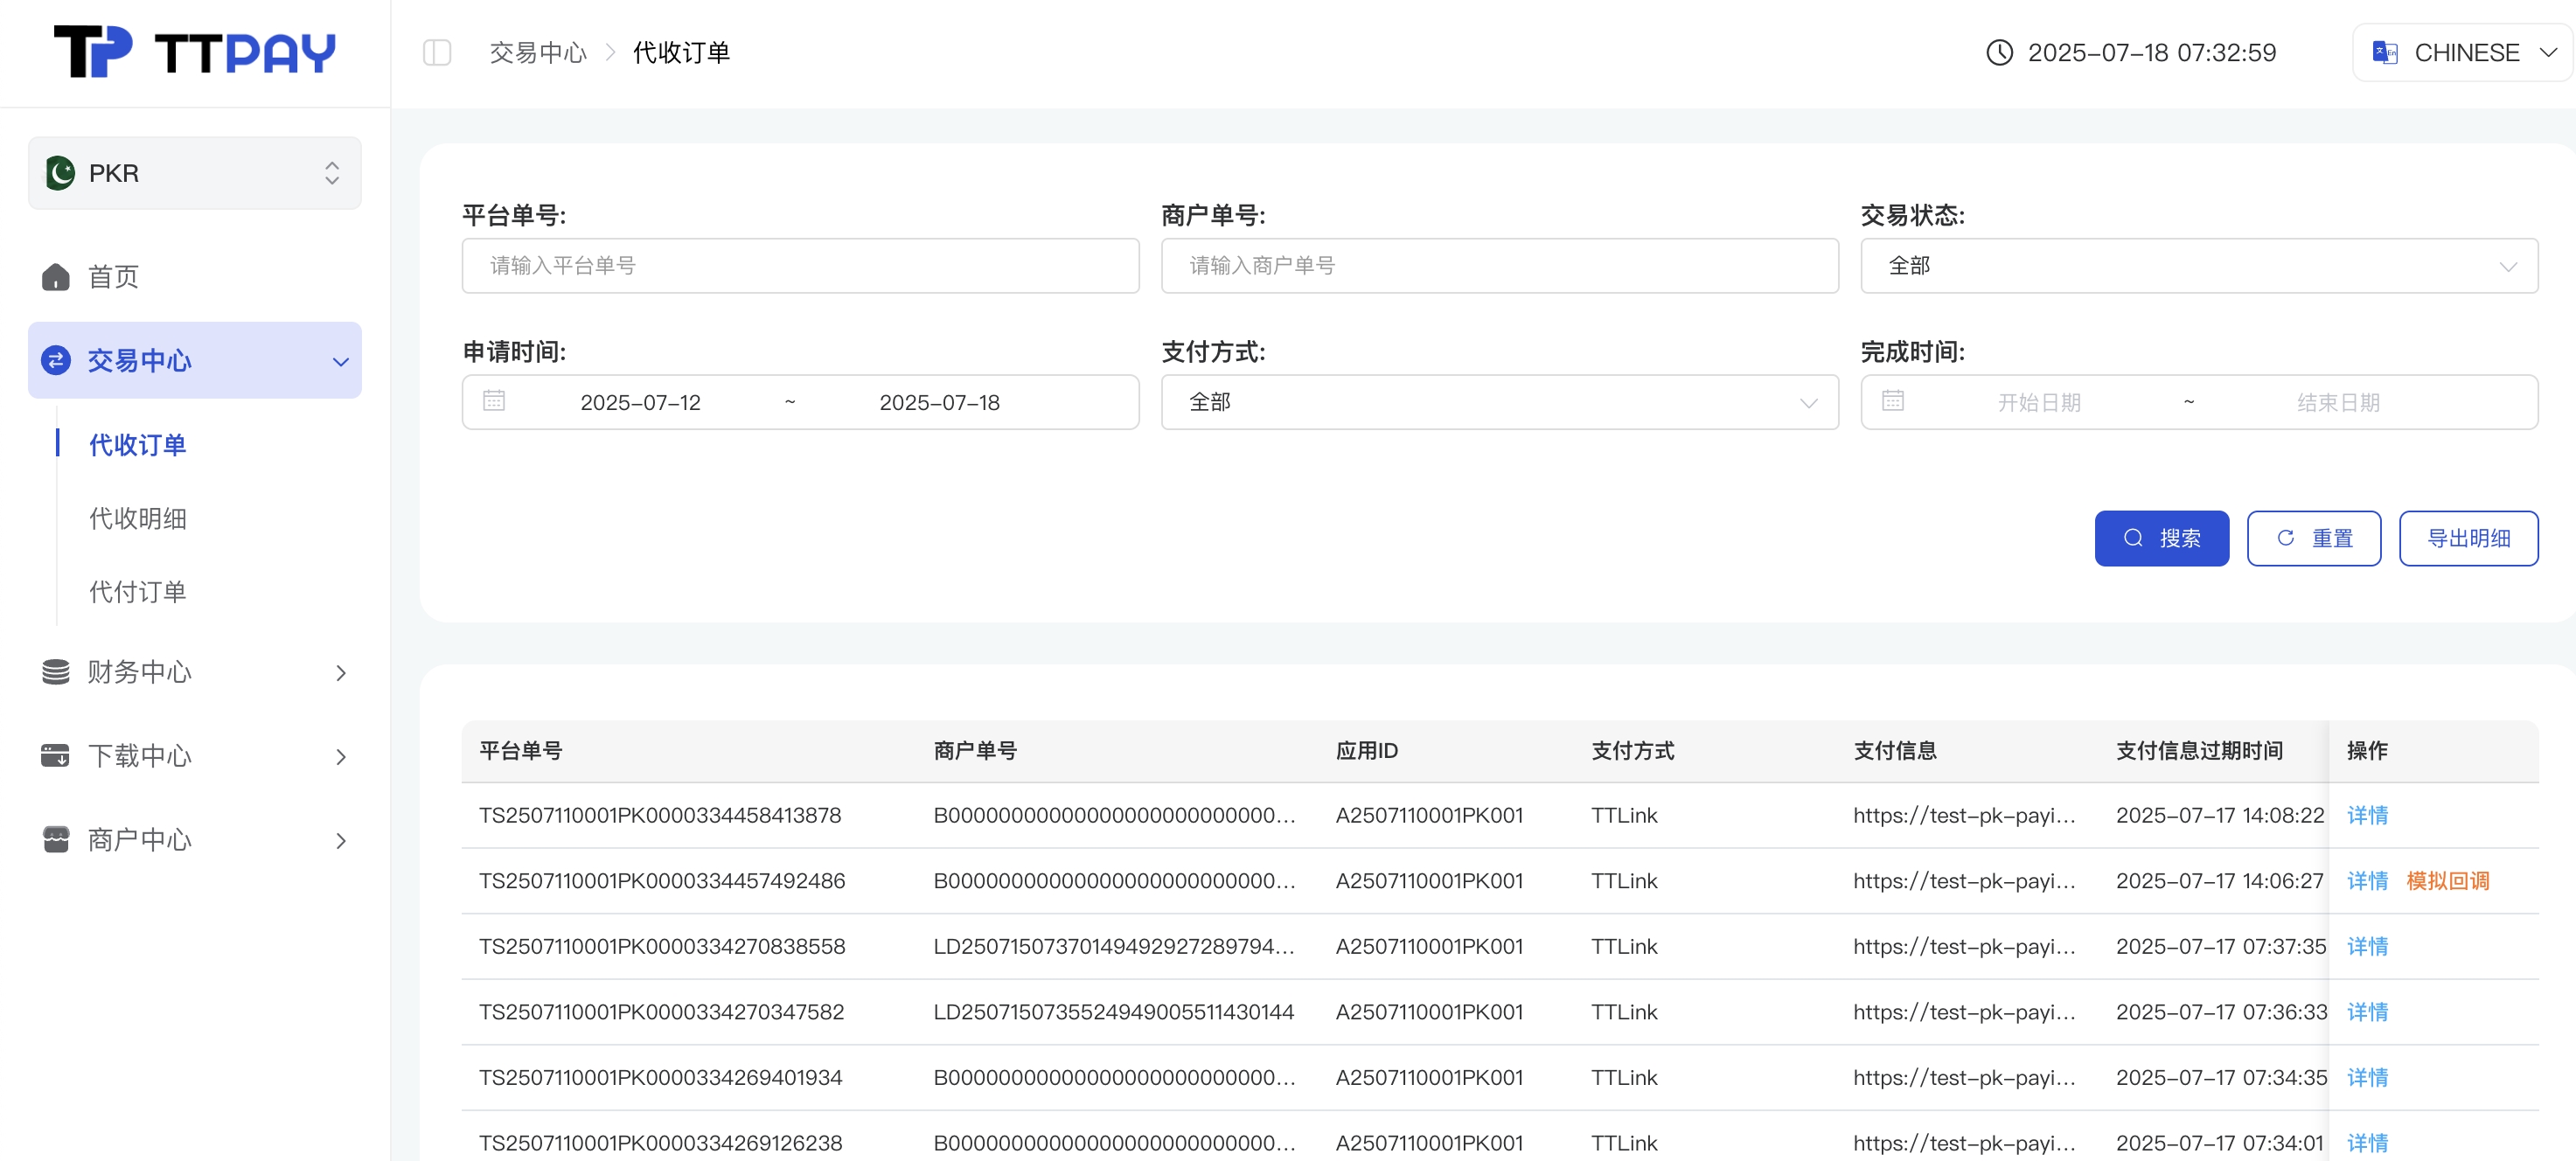 TP TTPAY
交易中心 > 代收订单
2025-07-18 07:32:59
CHINESE
PKR
首页
交易中心
代收订单
代收明细
代付订单
财务中心
下载中心
商户中心
平台单号: 商户单号: 交易状态:
请输入平台单号 请输入商户单号 全部
申请时间: 支付方式: 完成时间:
2025-07-12 ~ 2025-07-18 全部 开始日期 ~ 结束日期
搜索 重置 导出明细
平台单号 商户单号 应用ID 支付方式 支付信息 支付信息过期时间 操作
TS2507110001PK0000334458413878 B00000000000000000000000000... A2507110001PK001 TTLink https://test-pk-payi... 2025-07-17 14:08:22 详情
TS2507110001PK0000334457492486 B00000000000000000000000000... A2507110001PK001 TTLink https://test-pk-payi... 2025-07-17 14:06:27 详情 模拟回调
TS2507110001PK0000334270838558 LD25071507370149492927289794... A2507110001PK001 TTLink https://test-pk-payi... 2025-07-17 07:37:35 详情
TS2507110001PK0000334270347582 LD2507150735524949005511430144 A2507110001PK001 TTLink https://test-pk-payi... 2025-07-17 07:36:33 详情
TS2507110001PK0000334269401934 B00000000000000000000000000... A2507110001PK001 TTLink https://test-pk-payi... 2025-07-17 07:34:35 详情
TS2507110001PK0000334269126238 B00000000000000000000000000... A2507110001PK001 TTLink https://test-pk-payi... 2025-07-17 07:34:01 详情